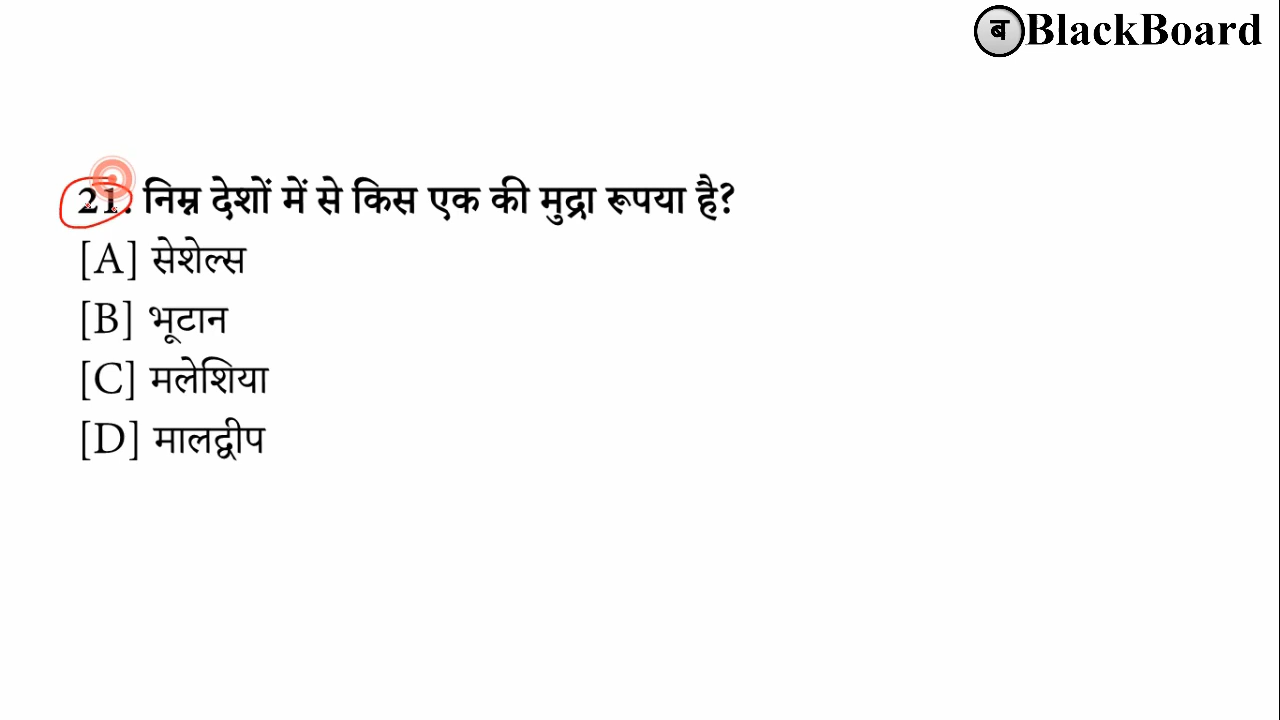 ब BlackBoard
21. निम्न देशों में से किस एक की मुद्रा रूपया है?
[A] सेशेल्स
[B] भूटान
[C] मलेशिया
[D] मालद्वीप